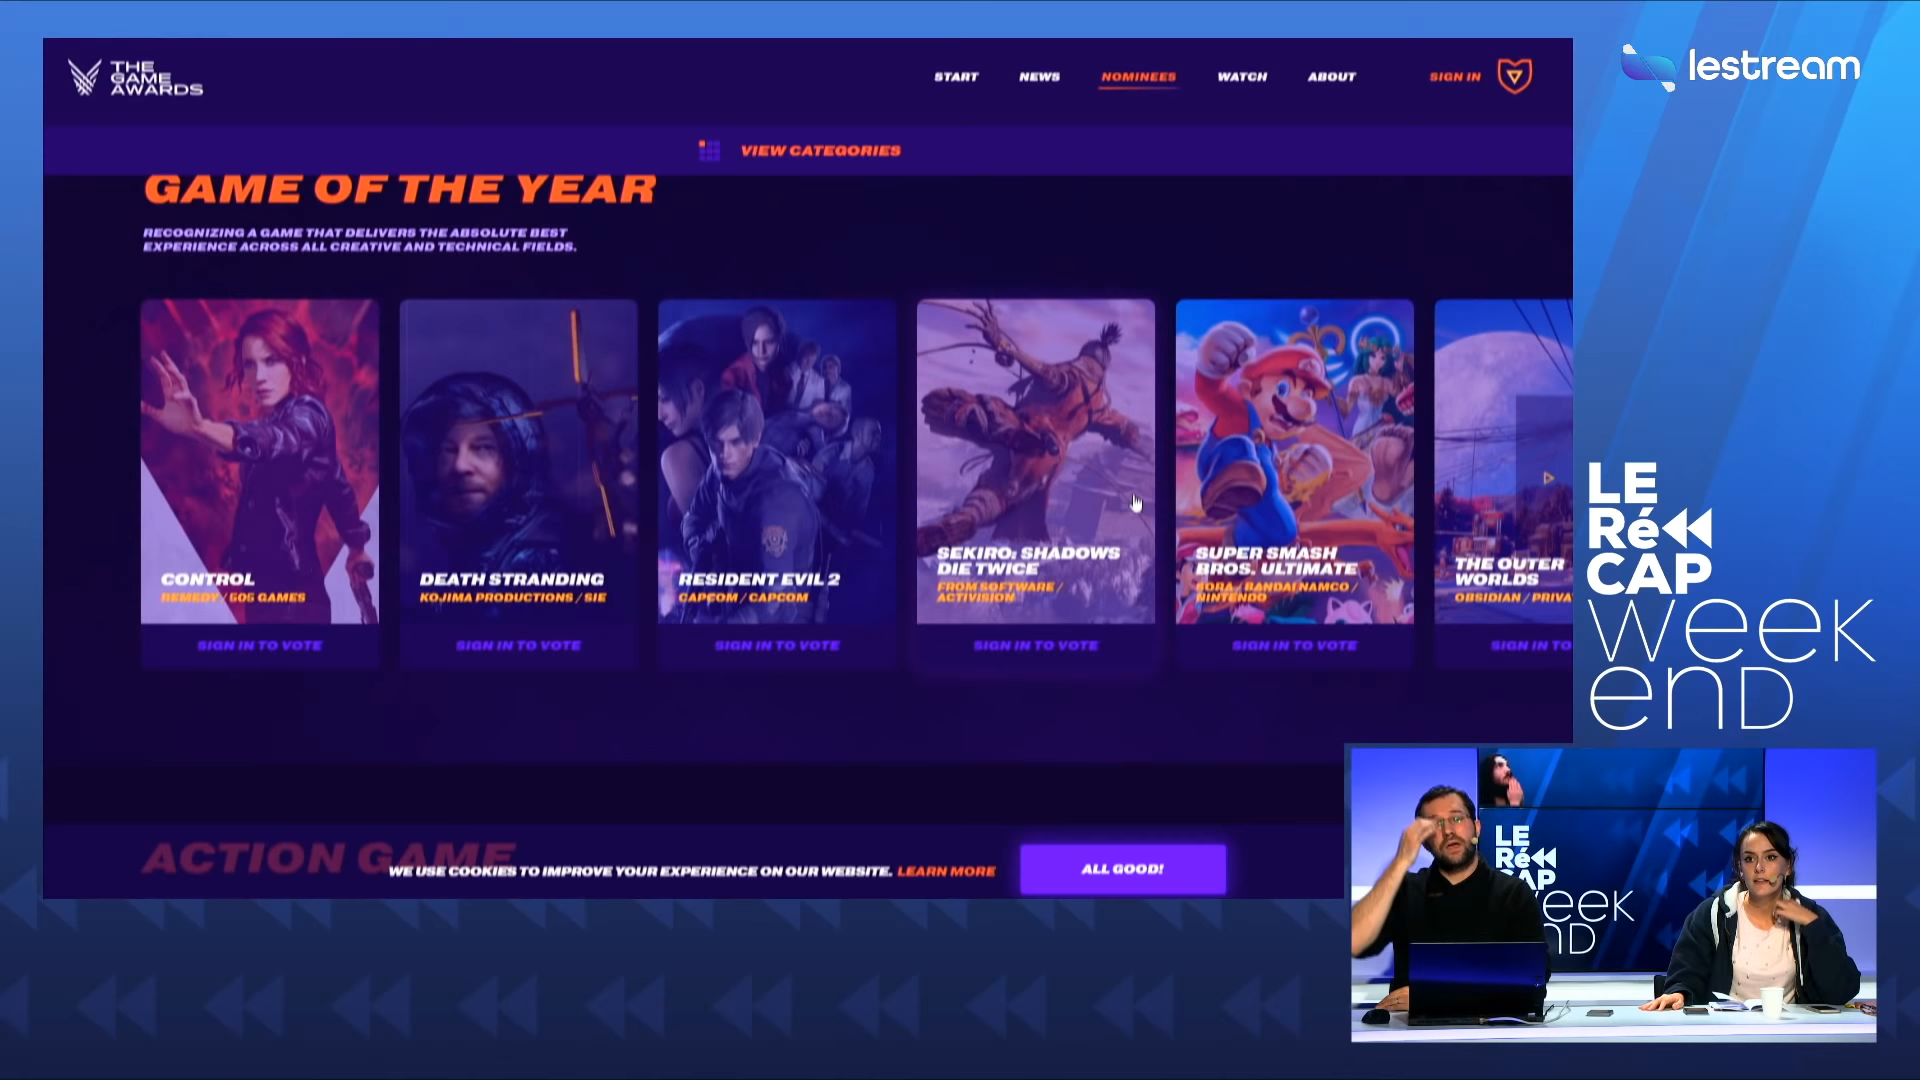 THE
GAME
AWARDS
START
NEWS
NOMINEES
WATCH
ABOUT
SIGN IN
lestream
VIEW CATEGORIES
GAME OF THE YEAR
RECOGNIZING A GAME THAT DELIVERS THE ABSOLUTE BEST
EXPERIENCE ACROSS ALL CREATIVE AND TECHNICAL FIELDS.
CONTROL
REMEDY / 505 GAMES
SIGN IN TO VOTE
DEATH STRANDING
KOJIMA PRODUCTIONS / SIE
SIGN IN TO VOTE
RESIDENT EVIL 2
CAPCOM / CAPCOM
SIGN IN TO VOTE
SEKIRO: SHADOWS
DIE TWICE
FROM SOFTWARE /
ACTIVISION
SIGN IN TO VOTE
SUPER SMASH
BROS. ULTIMATE
SORA / BANDAI NAMCO /
NINTENDO
SIGN IN TO VOTE
THE OUTER
WORLDS
OBSIDIAN / PRIVA
SIGN IN TO
LE
Ré
CAP
WEEK
END
ACTION GAME
WE USE COOKIES TO IMPROVE YOUR EXPERIENCE ON OUR WEBSITE. LEARN MORE
ALL GOOD!
LE
Ré
CAP
EEK
ND